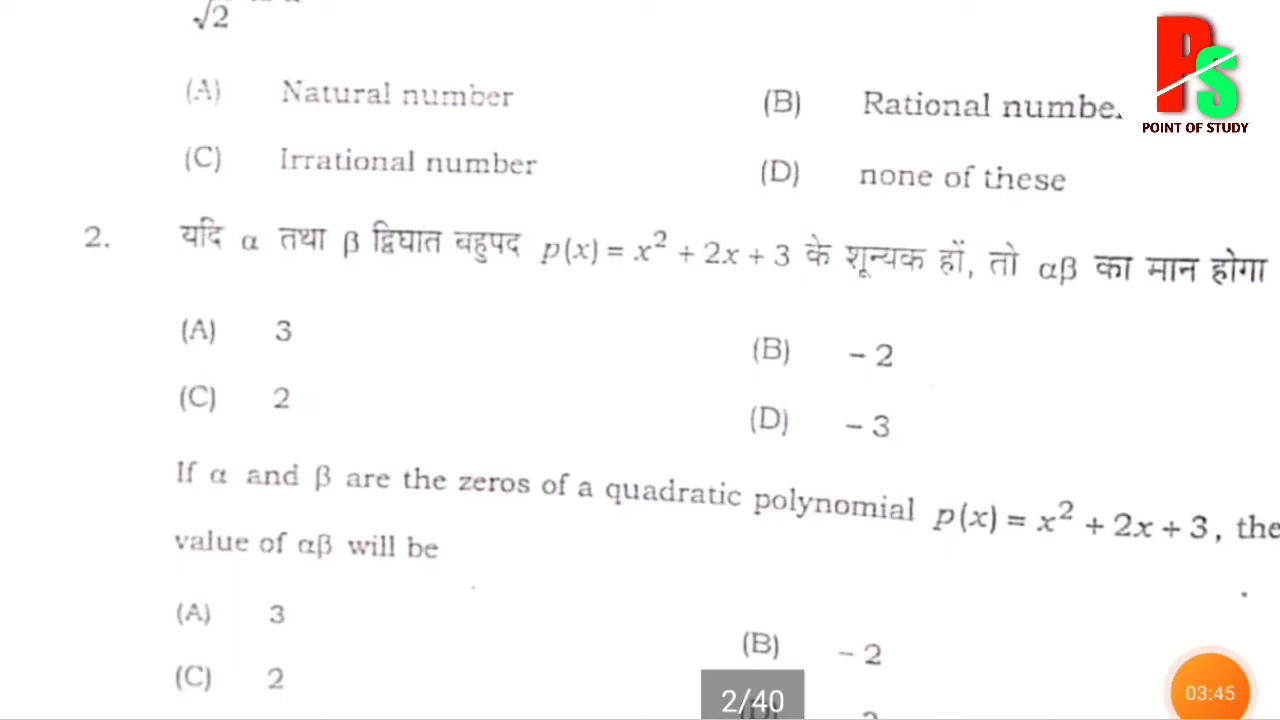 √2
(A) Natural number (B) Rational numbe.
(C) Irrational number (D) none of these
PS
POINT OF STUDY
2. यदि α तथा β द्विघात बहुपद p(x) = x² + 2x + 3 के शून्यक हों, तो αβ का मान होगा
(A) 3 (B) – 2
(C) 2 (D) – 3
If α and β are the zeros of a quadratic polynomial p(x) = x² + 2x + 3, the
value of αβ will be
(A) 3 (B) – 2
(C) 2
2/40
03:45